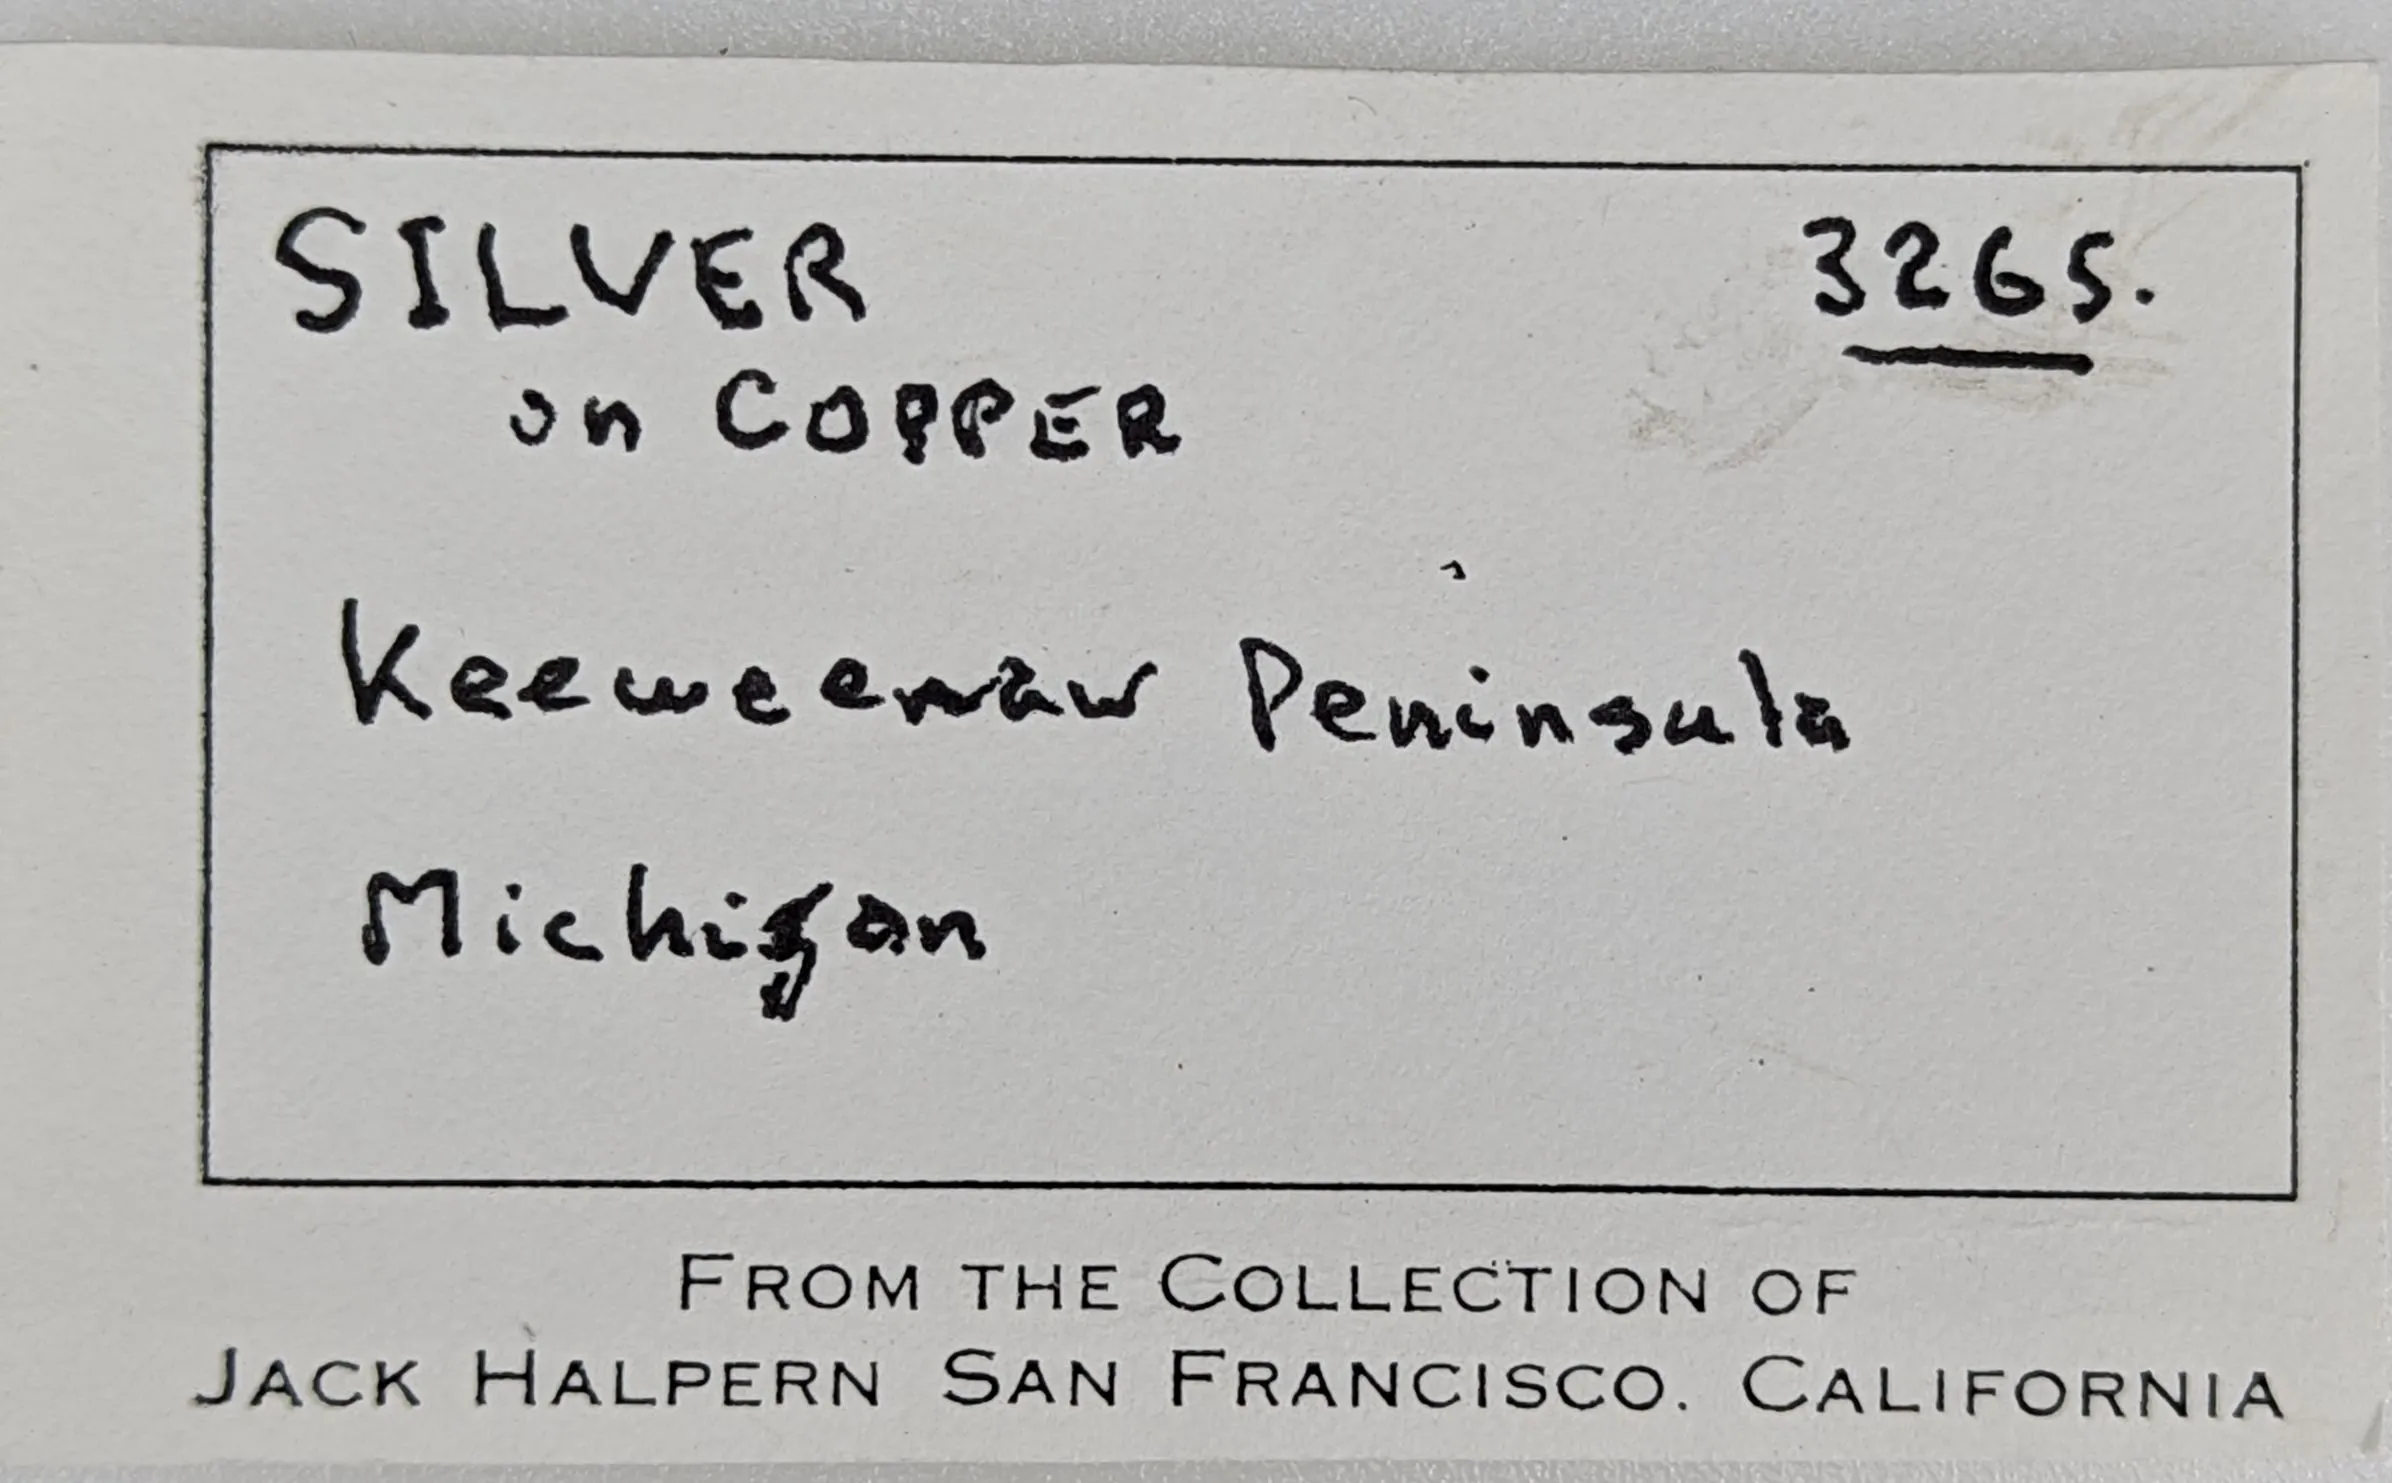 SILVER 3265.
on COPPER
Keeweenaw Peninsula
Michigan
FROM THE COLLECTION OF
JACK HALPERN SAN FRANCISCO. CALIFORNIA